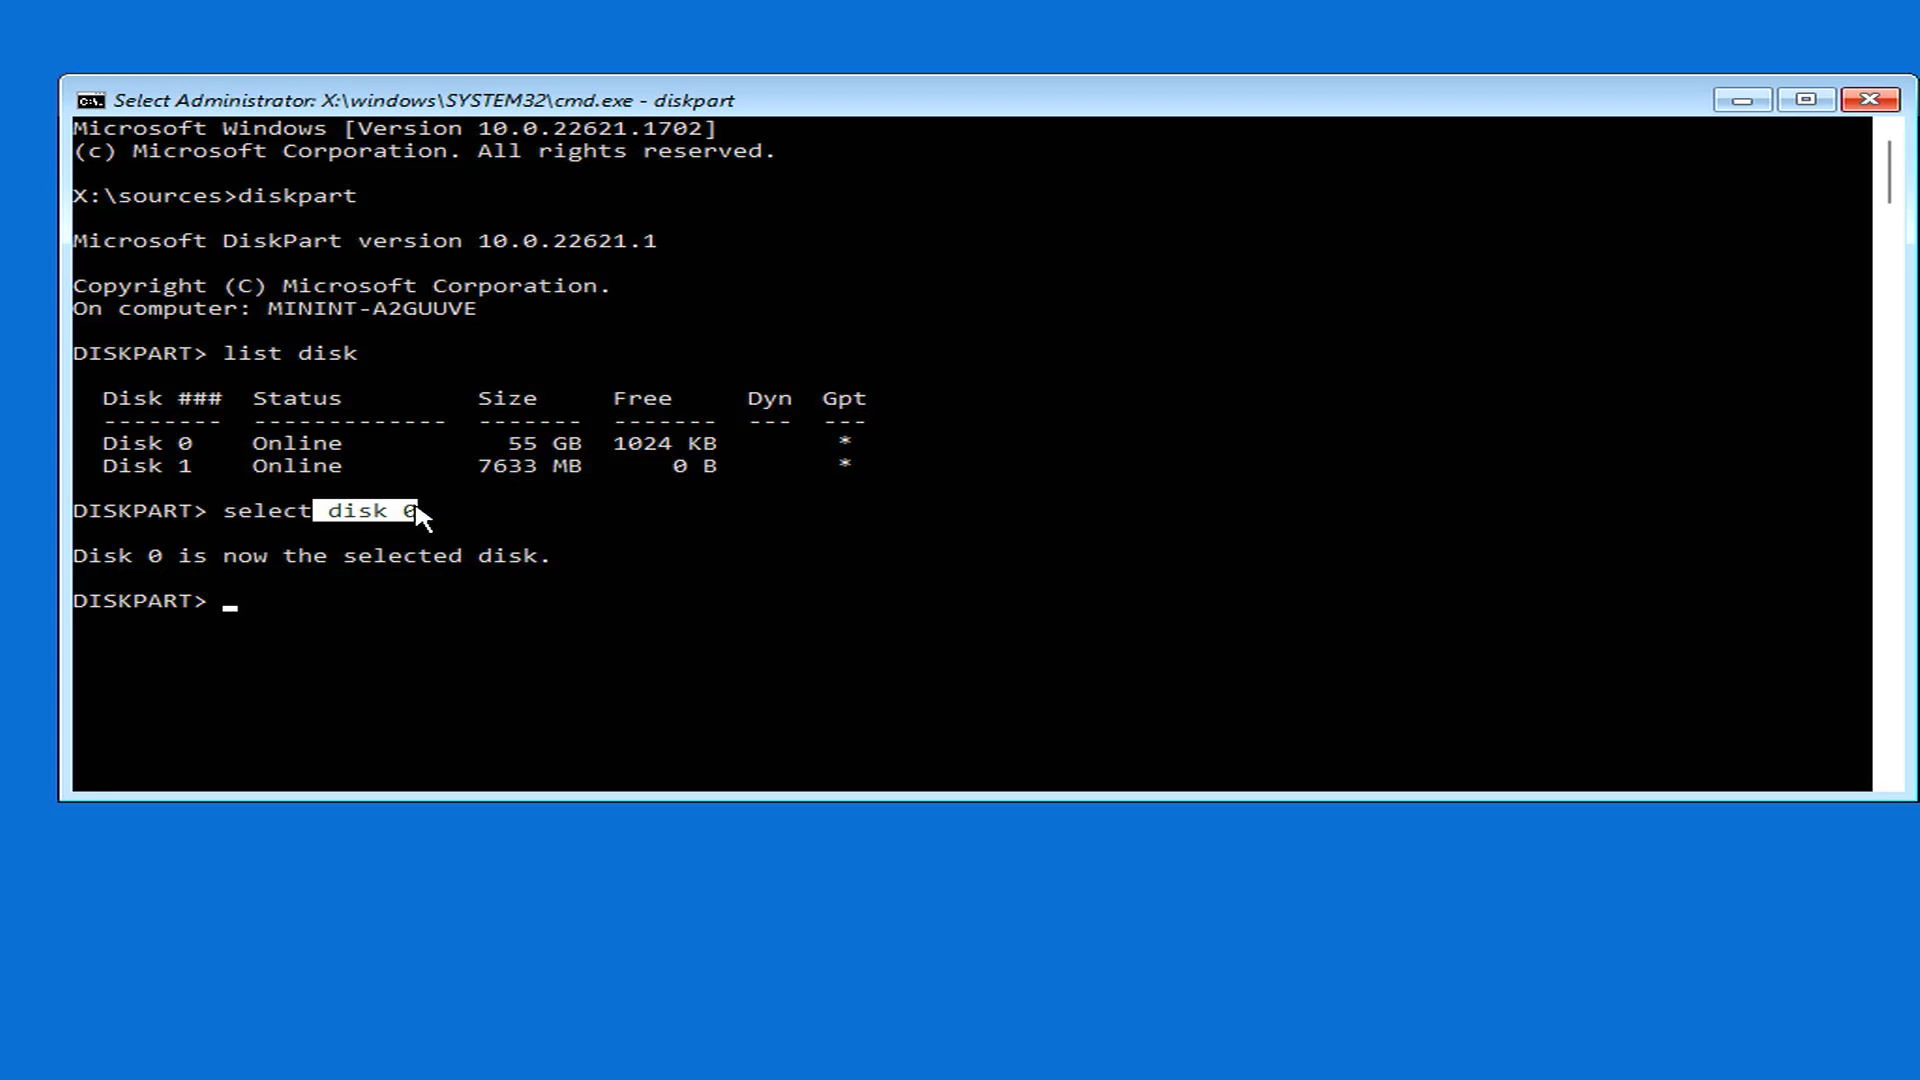 Select Administrator: X:\windows\SYSTEM32\cmd.exe - diskpart
Microsoft Windows [Version 10.0.22621.1702]
(c) Microsoft Corporation. All rights reserved.
X:\sources>diskpart
Microsoft DiskPart version 10.0.22621.1
Copyright (C) Microsoft Corporation.
On computer: MININT-A2GUUVE
DISKPART> list disk
  Disk ###  Status         Size     Free     Dyn  Gpt
  --------  -------------  -------  -------  ---  ---
  Disk 0    Online           55 GB  1024 KB        *
  Disk 1    Online         7633 MB      0 B        *
DISKPART> select disk 0
Disk 0 is now the selected disk.
DISKPART> _